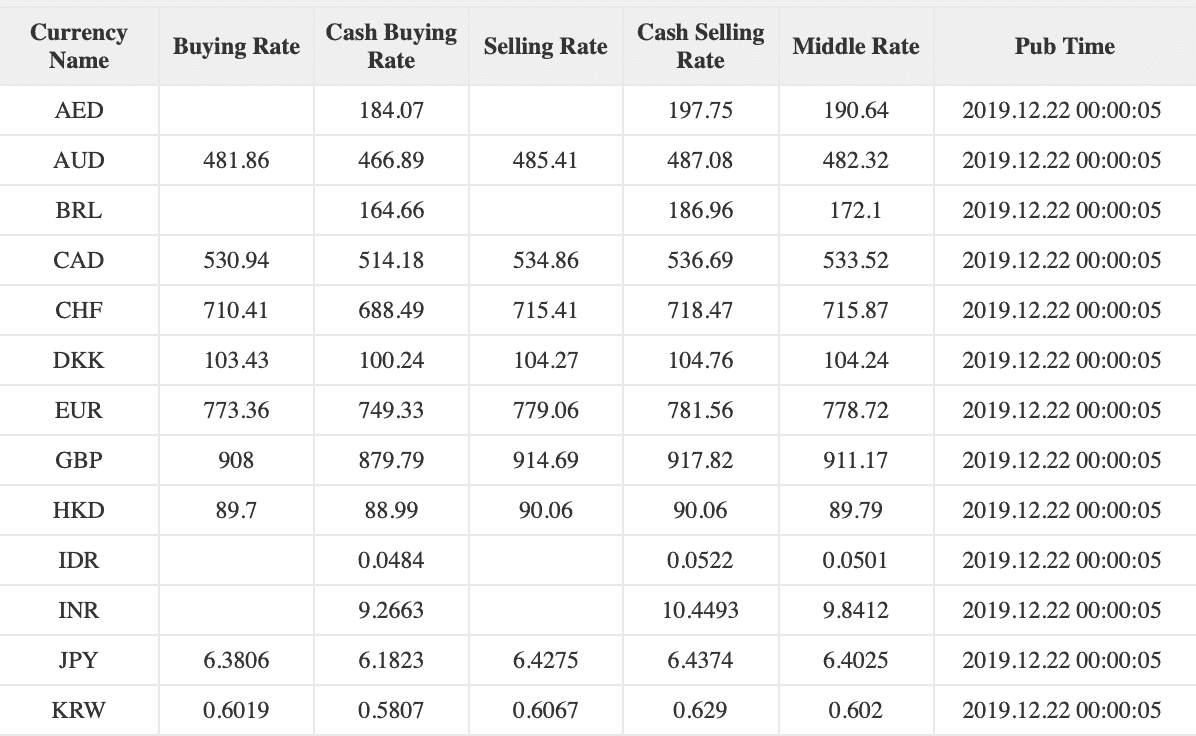 Currency Name Buying Rate Cash Buying Rate Selling Rate Cash Selling Rate Middle Rate Pub Time
AED 184.07 197.75 190.64 2019.12.22 00:00:05
AUD 481.86 466.89 485.41 487.08 482.32 2019.12.22 00:00:05
BRL 164.66 186.96 172.1 2019.12.22 00:00:05
CAD 530.94 514.18 534.86 536.69 533.52 2019.12.22 00:00:05
CHF 710.41 688.49 715.41 718.47 715.87 2019.12.22 00:00:05
DKK 103.43 100.24 104.27 104.76 104.24 2019.12.22 00:00:05
EUR 773.36 749.33 779.06 781.56 778.72 2019.12.22 00:00:05
GBP 908 879.79 914.69 917.82 911.17 2019.12.22 00:00:05
HKD 89.7 88.99 90.06 90.06 89.79 2019.12.22 00:00:05
IDR 0.0484 0.0522 0.0501 2019.12.22 00:00:05
INR 9.2663 10.4493 9.8412 2019.12.22 00:00:05
JPY 6.3806 6.1823 6.4275 6.4374 6.4025 2019.12.22 00:00:05
KRW 0.6019 0.5807 0.6067 0.629 0.602 2019.12.22 00:00:05